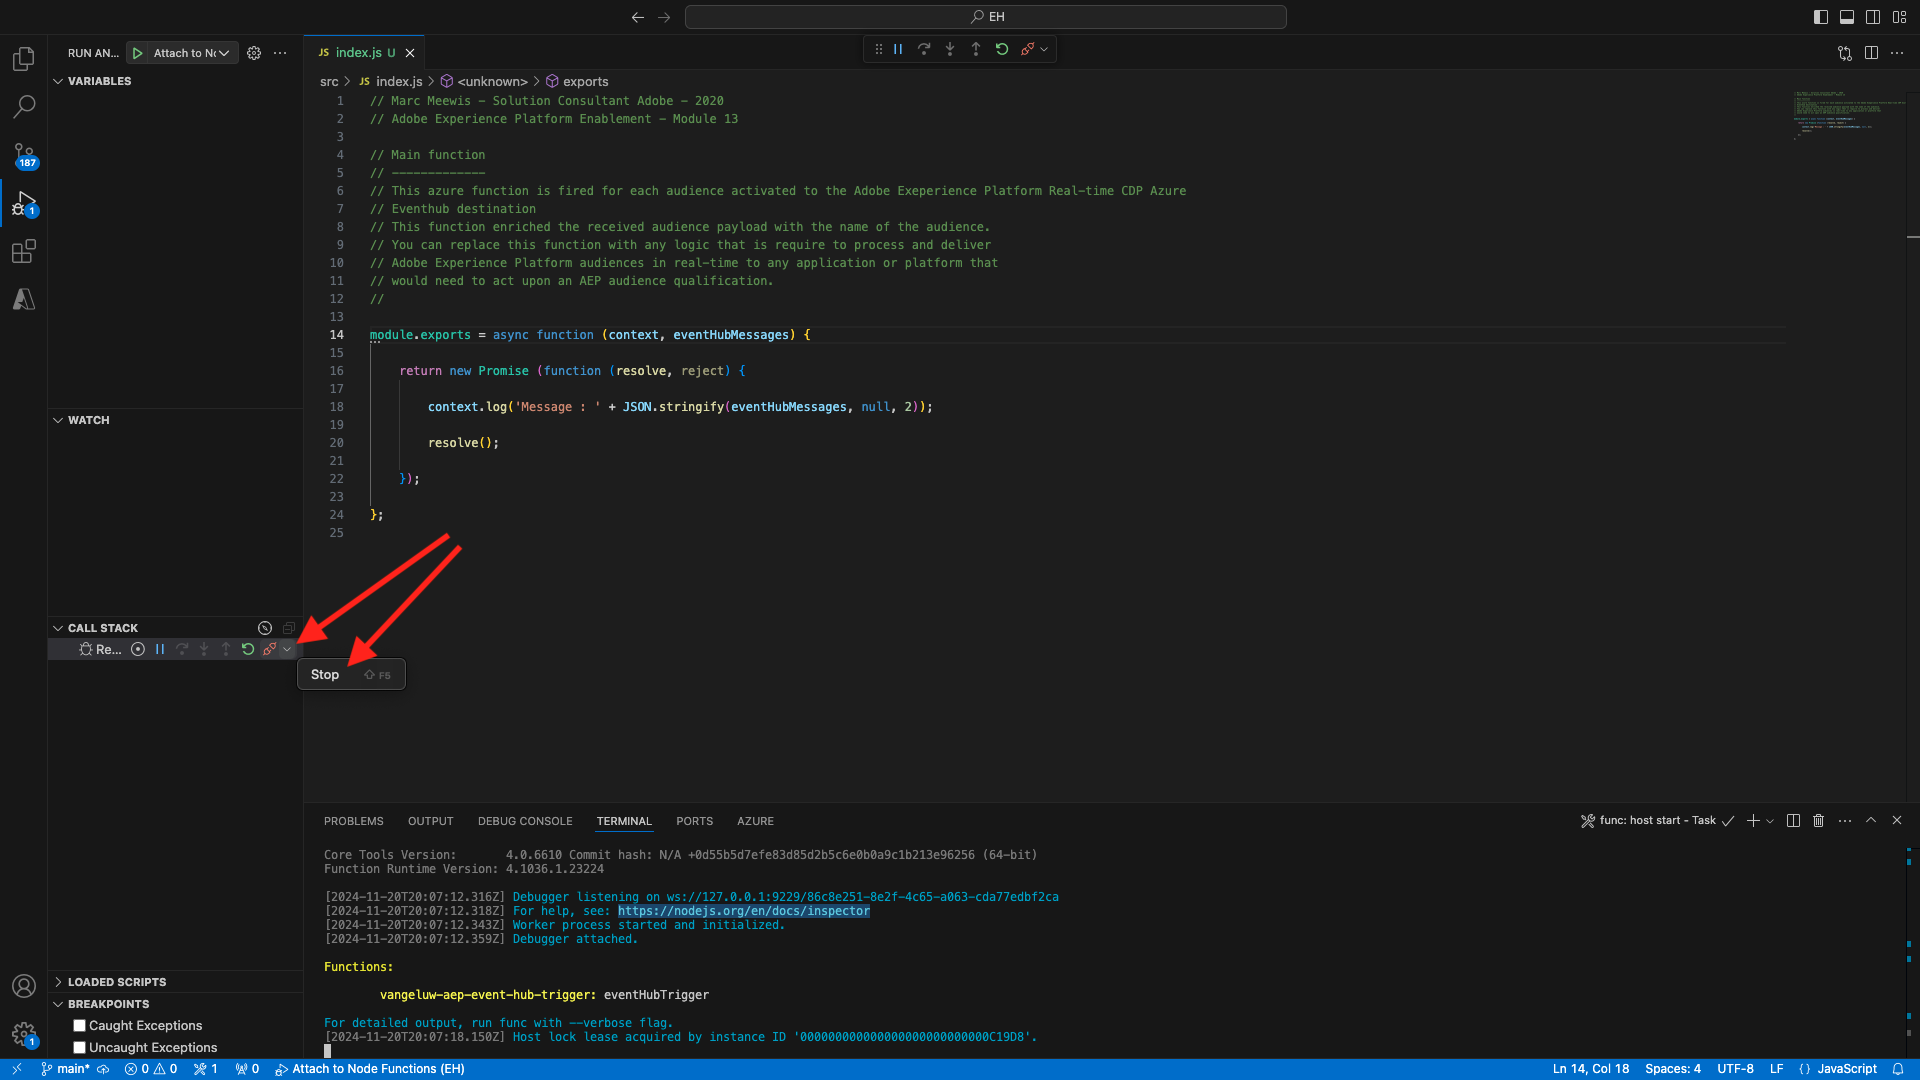 EH
RUN AN...
Attach to Nc
JS index.js U
VARIABLES
src > JS index.js > <unknown> > exports
1 // Marc Meewis - Solution Consultant Adobe - 2020
2 // Adobe Experience Platform Enablement - Module 13
3
4 // Main function
5 // -------------
6 // This azure function is fired for each audience activated to the Adobe Exeperience Platform Real-time CDP Azure
7 // Eventhub destination
8 // This function enriched the received audience payload with the name of the audience.
9 // You can replace this function with any logic that is require to process and deliver
10 // Adobe Experience Platform audiences in real-time to any application or platform that
11 // would need to act upon an AEP audience qualification.
12 //
13
14 module.exports = async function (context, eventHubMessages) {
15
16 return new Promise (function (resolve, reject) {
17
18 context.log('Message : ' + JSON.stringify(eventHubMessages, null, 2));
19
20 resolve();
21
22 });
23
24 };
25
187
1
WATCH
CALL STACK
Re...
Stop ⇧ F5
LOADED SCRIPTS
BREAKPOINTS
Caught Exceptions
Uncaught Exceptions
1
PROBLEMS OUTPUT DEBUG CONSOLE TERMINAL PORTS AZURE
func: host start - Task
Core Tools Version: 4.0.6610 Commit hash: N/A +0d55b5d7efe83d85d2b5c6e0b0a9c1b213e96256 (64-bit)
Function Runtime Version: 4.1036.1.23224
[2024-11-20T20:07:12.316Z] Debugger listening on ws://127.0.0.1:9229/86c8e251-8e2f-4c65-a063-cda77edbf2ca
[2024-11-20T20:07:12.318Z] For help, see: https://nodejs.org/en/docs/inspector
[2024-11-20T20:07:12.343Z] Worker process started and initialized.
[2024-11-20T20:07:12.359Z] Debugger attached.
Functions:
vangeluw-aep-event-hub-trigger: eventHubTrigger
For detailed output, run func with --verbose flag.
[2024-11-20T20:07:18.150Z] Host lock lease acquired by instance ID '000000000000000000000000000C19D8'.
main* 0 0 1 0 Attach to Node Functions (EH)
Ln 14, Col 18 Spaces: 4 UTF-8 LF {} JavaScript